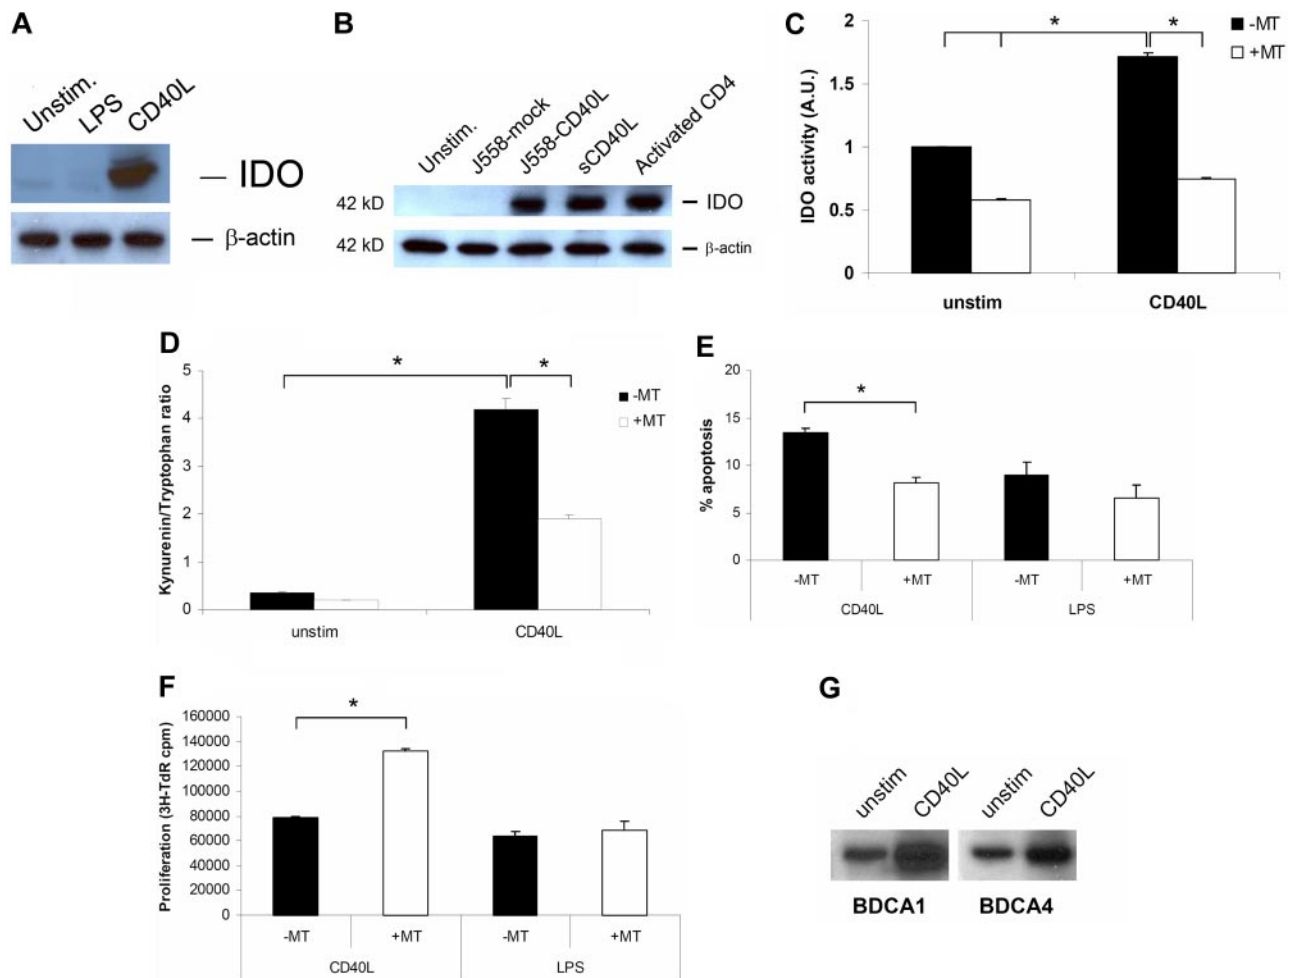 A
Unstim.
LPS
CD40L
IDO
β-actin
B
Unstim.
J558-mock
J558-CD40L
sCD40L
Activated CD4
42 kD
IDO
42 kD
β-actin
C
IDO activity (A.U.)
2
1.5
1
0.5
0
*
*
-MT
+MT
unstim
CD40L
D
Kynurenin/Tryptophan ratio
5
4
3
2
1
0
*
*
-MT
+MT
unstim
CD40L
E
% apoptosis
20
15
10
5
0
*
-MT
+MT
-MT
+MT
CD40L
LPS
F
Proliferation (3H-TdR cpm)
160000
140000
120000
100000
80000
60000
40000
20000
0
*
-MT
+MT
-MT
+MT
CD40L
LPS
G
unstim
CD40L
unstim
CD40L
BDCA1
BDCA4